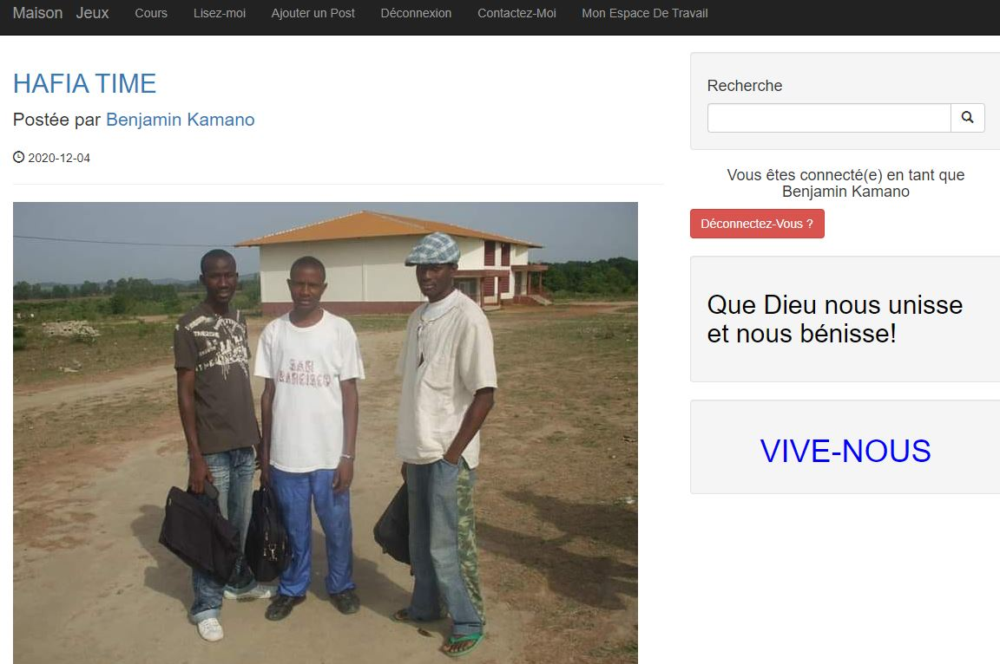 Maison Jeux Cours Lisez-moi Ajouter un Post Déconnexion Contactez-Moi Mon Espace De Travail
HAFIA TIME
Postée par Benjamin Kamano
2020-12-04
SAN
FRANCISCO
Recherche
Vous êtes connecté(e) en tant que
Benjamin Kamano
Déconnectez-Vous ?
Que Dieu nous unisse
et nous bénisse!
VIVE-NOUS